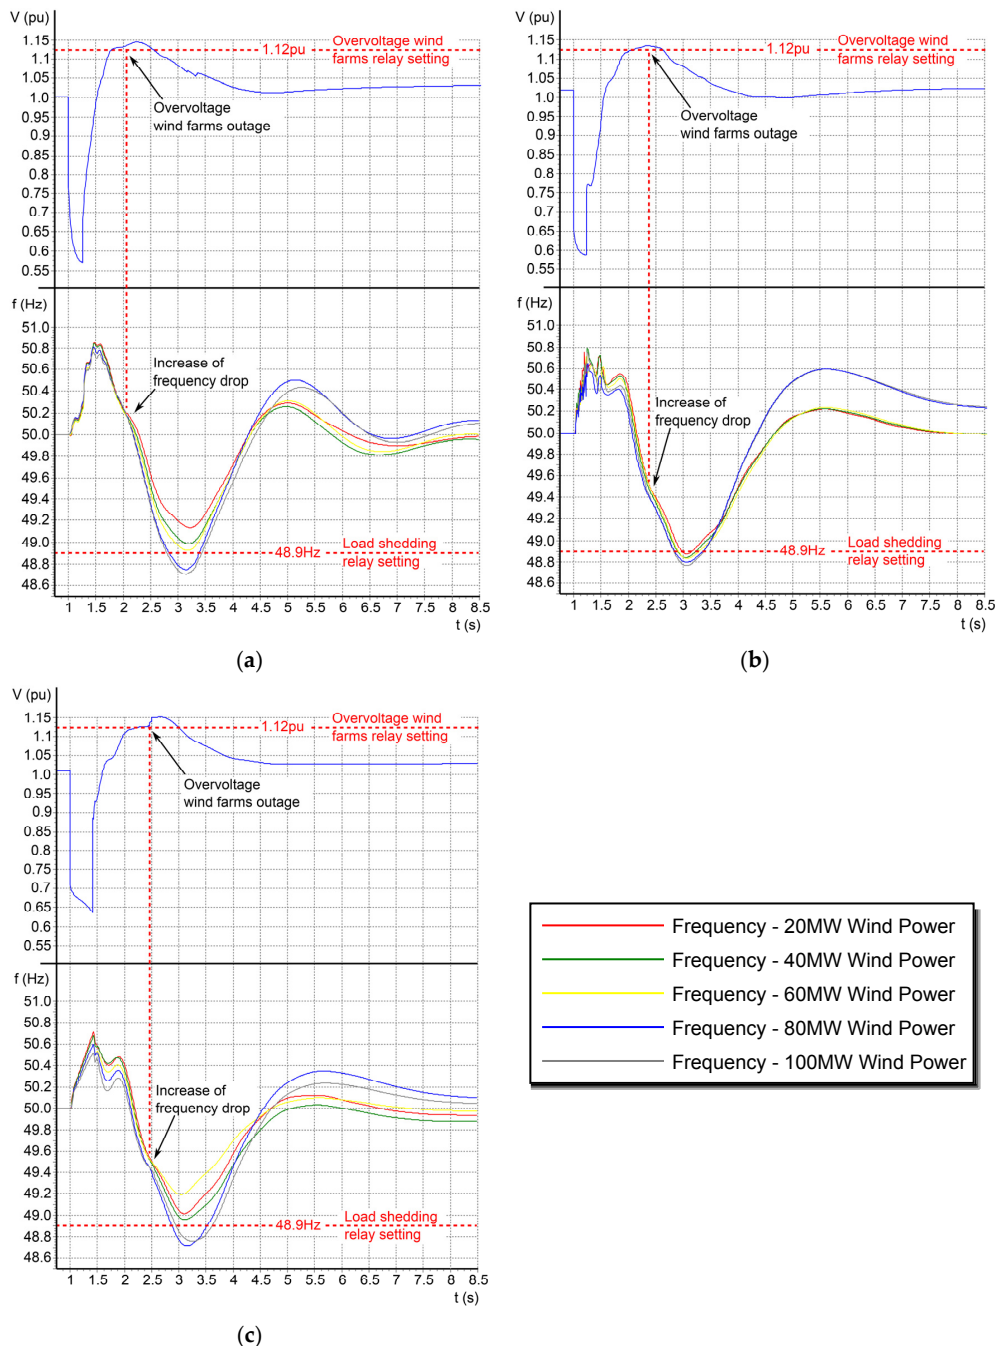 V (pu)
1.15
1.1
1.05
1.0
0.95
0.9
0.85
0.8
0.75
0.7
0.65
0.6
0.55
1.12pu
Overvoltage wind
farms relay setting
Overvoltage
wind farms outage
f (Hz)
51.0
50.8
50.6
50.4
50.2
50.0
49.8
49.6
49.4
49.2
49.0
48.8
48.6
Increase of
frequency drop
48.9Hz
Load shedding
relay setting
1 1.5 2 2.5 3 3.5 4 4.5 5 5.5 6 6.5 7 7.5 8 8.5
t (s)
(a)
V (pu)
1.15
1.1
1.05
1.0
0.95
0.9
0.85
0.8
0.75
0.7
0.65
0.6
0.55
1.12pu
Overvoltage wind
farms relay setting
Overvoltage
wind farms outage
f (Hz)
51.0
50.8
50.6
50.4
50.2
50.0
49.8
49.6
49.4
49.2
49.0
48.8
48.6
Increase of
frequency drop
48.9Hz
Load shedding
relay setting
1 1.5 2 2.5 3 3.5 4 4.5 5 5.5 6 6.5 7 7.5 8 8.5
t (s)
(b)
V (pu)
1.15
1.1
1.05
1.0
0.95
0.9
0.85
0.8
0.75
0.7
0.65
0.6
0.55
1.12pu
Overvoltage wind
farms relay setting
Overvoltage
wind farms outage
f (Hz)
51.0
50.8
50.6
50.4
50.2
50.0
49.8
49.6
49.4
49.2
49.0
48.8
48.6
Increase of
frequency drop
48.9Hz
Load shedding
relay setting
1 1.5 2 2.5 3 3.5 4 4.5 5 5.5 6 6.5 7 7.5 8 8.5
t (s)
(c)
Frequency - 20MW Wind Power
Frequency - 40MW Wind Power
Frequency - 60MW Wind Power
Frequency - 80MW Wind Power
Frequency - 100MW Wind Power